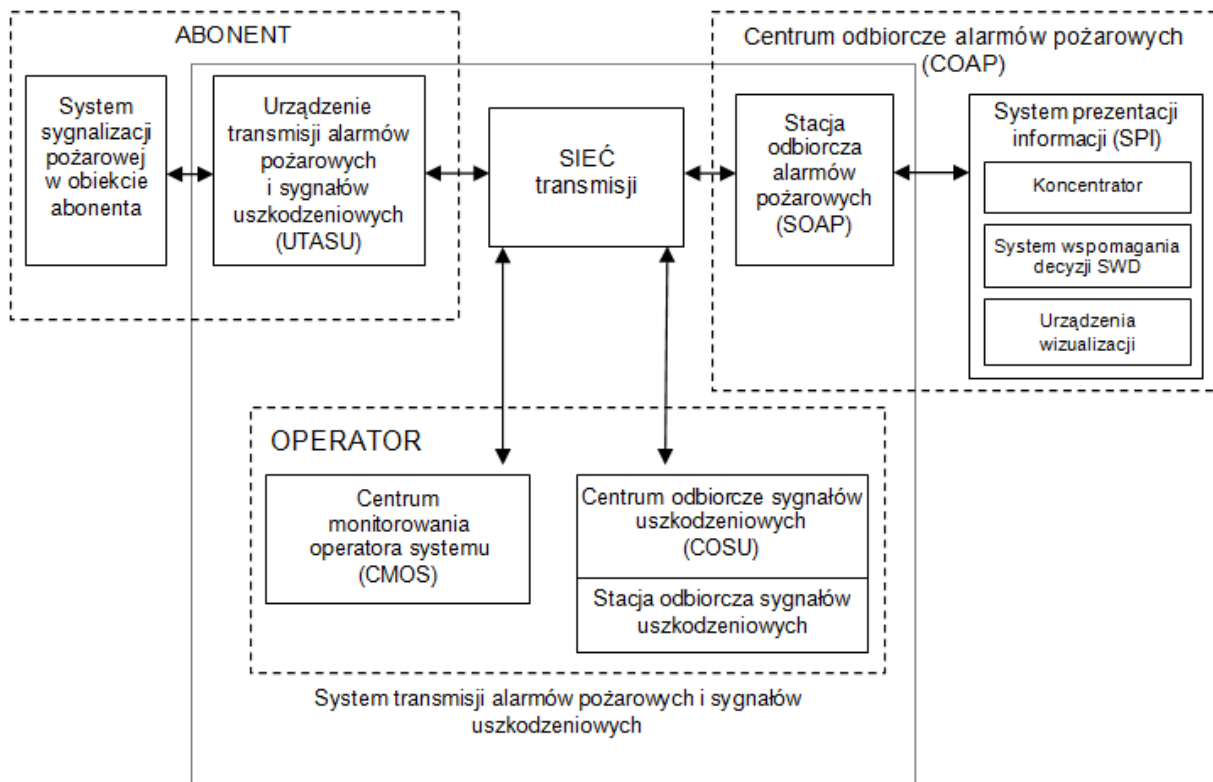 ABONENT
System
sygnalizacji
pożarowej
w obiekcie
abonenta
Urządzenie
transmisji alarmów
pożarowych
i sygnałów
uszkodzeniowych
(UTASU)
SIEĆ
transmisji
Centrum odbiorcze alarmów pożarowych
(COAP)
Stacja
odbiorcza
alarmów
pożarowych
(SOAP)
System prezentacji
informacji (SPI)
Koncentrator
System wspomagania
decyzji SWD
Urządzenia
wizualizacji
OPERATOR
Centrum
monitorowania
operatora systemu
(CMOS)
Centrum odbiorcze sygnałów
uszkodzeniowych
(COSU)
Stacja odbiorcza sygnałów
uszkodzeniowych
System transmisji alarmów pożarowych i sygnałów
uszkodzeniowych